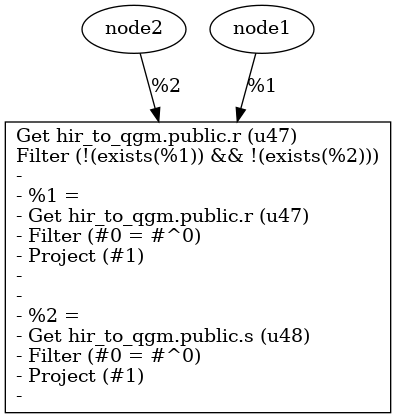 node2
node1
%2
%1
Get hir_to_qgm.public.r (u47)
Filter (!(exists(%1)) && !(exists(%2)))
-
- %1 =
- Get hir_to_qgm.public.r (u47)
- Filter (#0 = #^0)
- Project (#1)
-
-
- %2 =
- Get hir_to_qgm.public.s (u48)
- Filter (#0 = #^0)
- Project (#1)
-